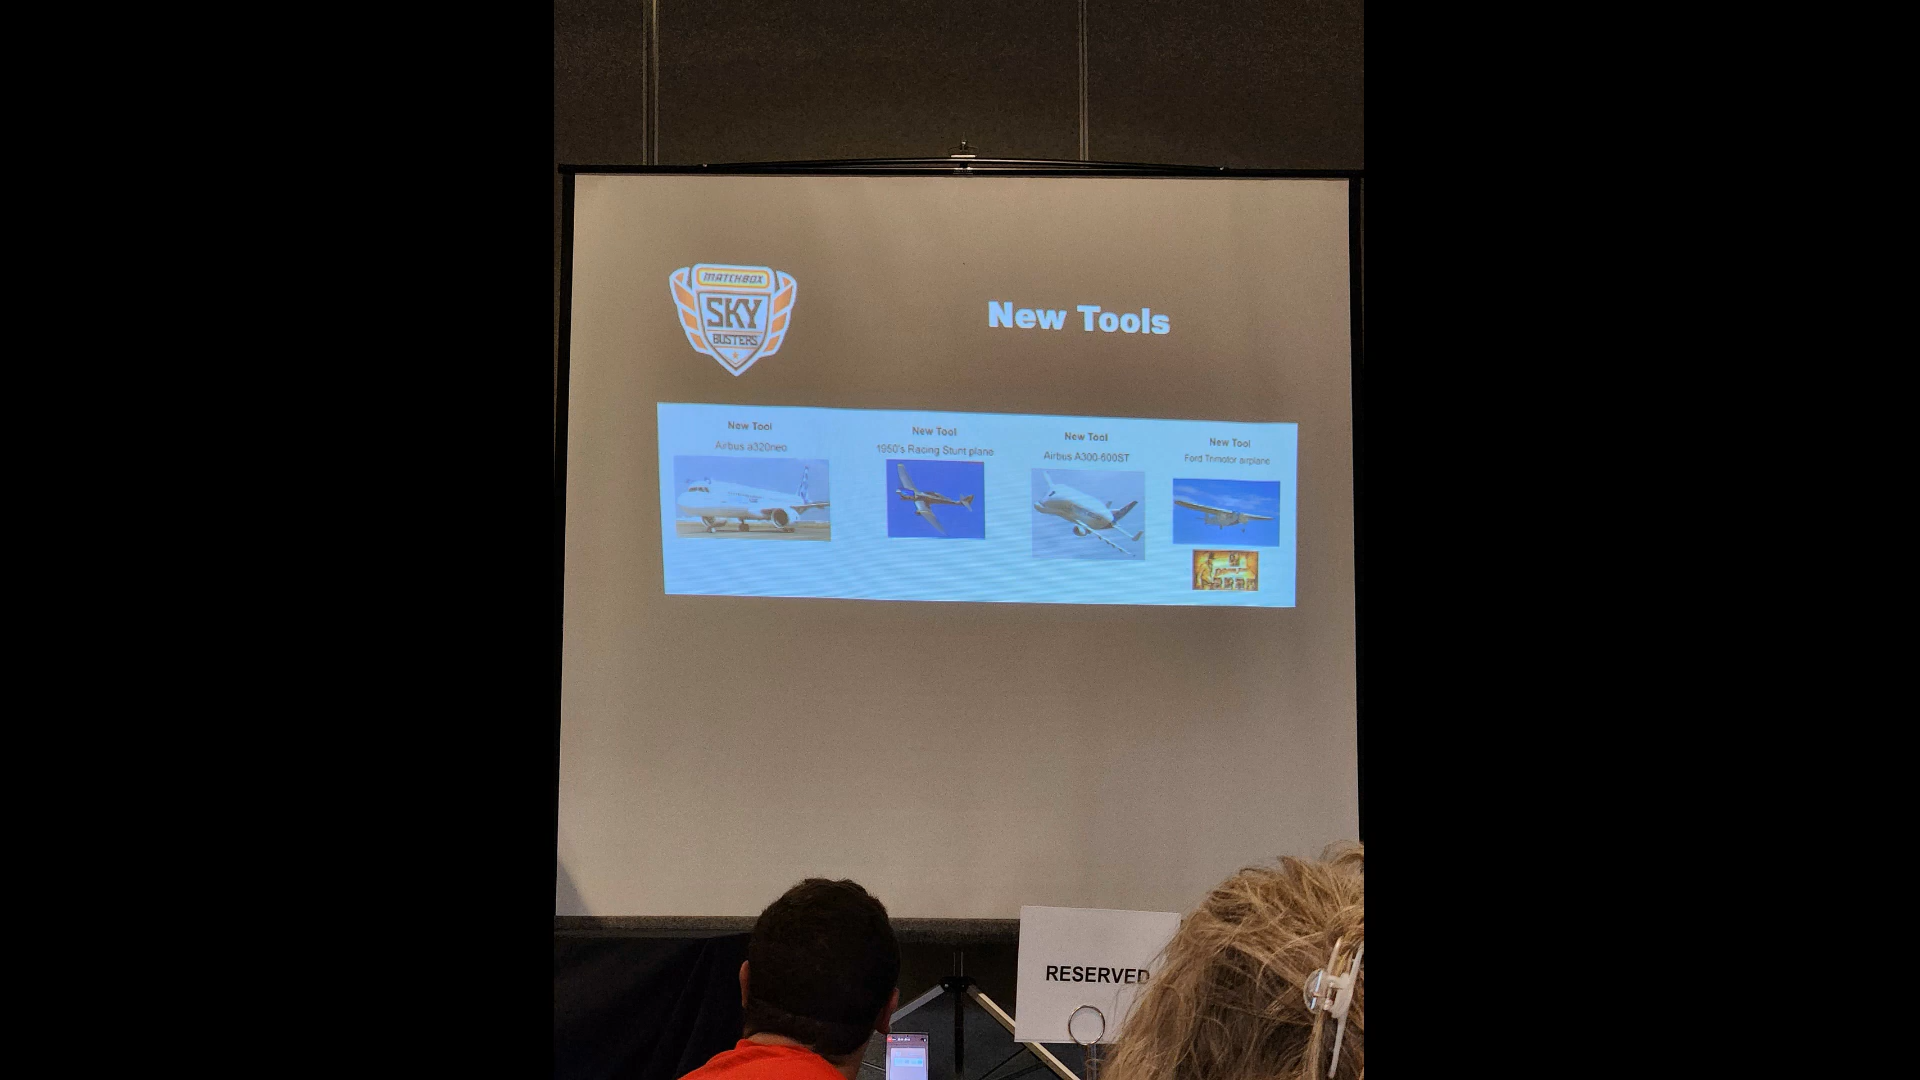 MATCHBOX
SKY
BUSTERS
New Tools
New Tool
Airbus a320neo
New Tool
1950's Racing Stunt plane
New Tool
Airbus A300-600ST
New Tool
Ford Trimotor airplane
RESERVED